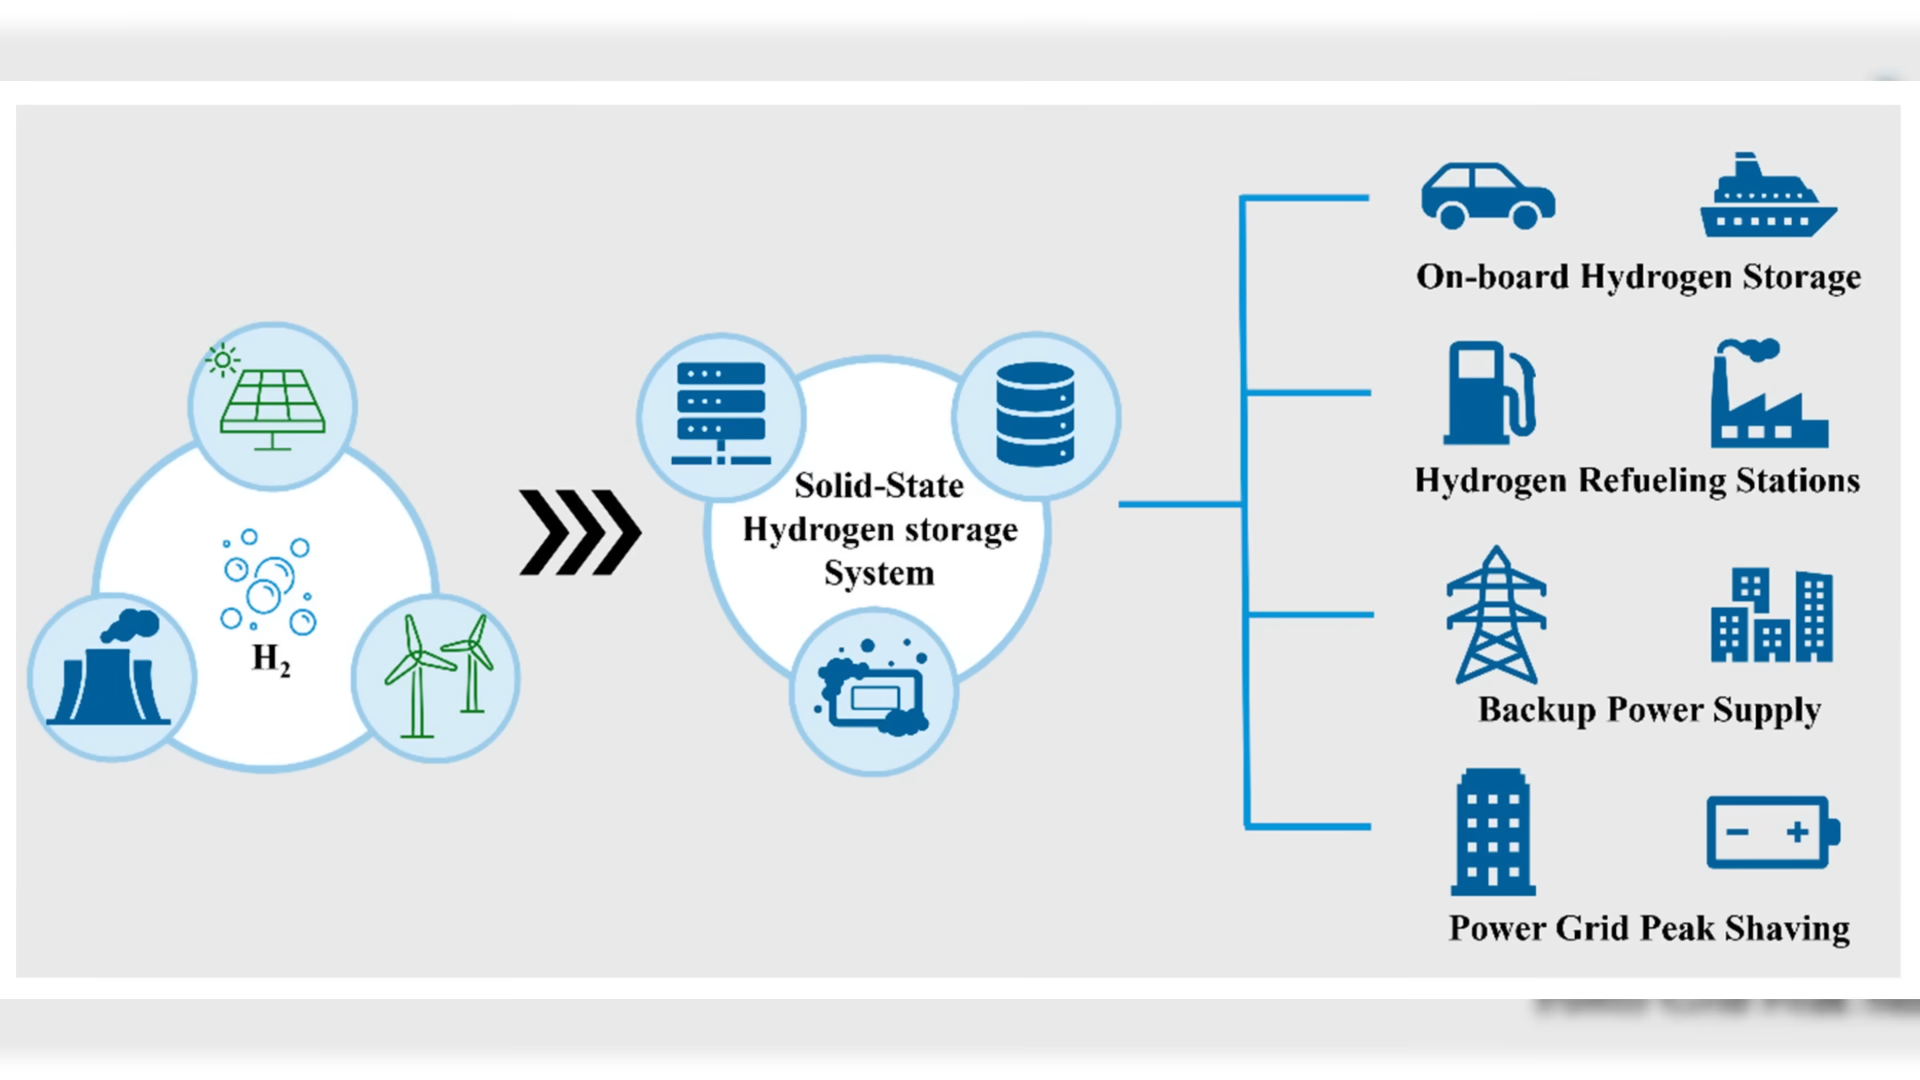 H₂
Solid-State
Hydrogen storage
System
On-board Hydrogen Storage
Hydrogen Refueling Stations
Backup Power Supply
Power Grid Peak Shaving